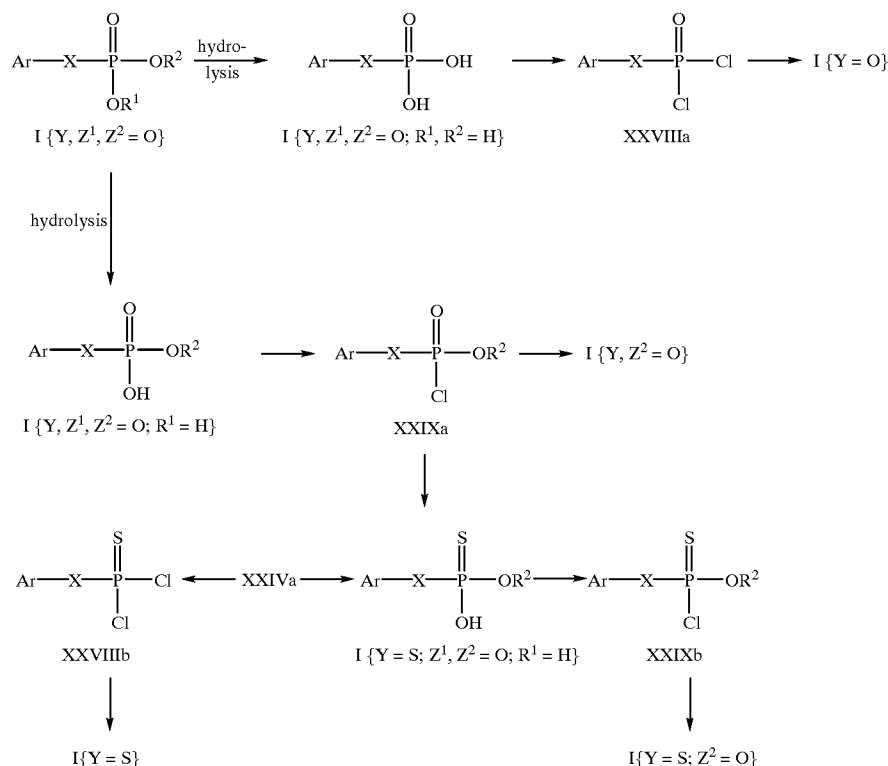 O O O
Ar—X—P—OR² hydro-lysis Ar—X—P—OH Ar—X—P—Cl I {Y = O}
OR¹ OH Cl
I {Y, Z¹, Z² = O} I {Y, Z¹, Z² = O; R¹, R² = H} XXVIIIa
hydrolysis
O O
Ar—X—P—OR² Ar—X—P—OR² I {Y, Z² = O}
OH Cl
I {Y, Z¹, Z² = O; R¹ = H} XXIXa
S S S
Ar—X—P—Cl XXIVa Ar—X—P—OR² Ar—X—P—OR²
Cl OH Cl
XXVIIIb I {Y = S; Z¹, Z² = O; R¹ = H} XXIXb
I{Y = S} I{Y = S; Z² = O}